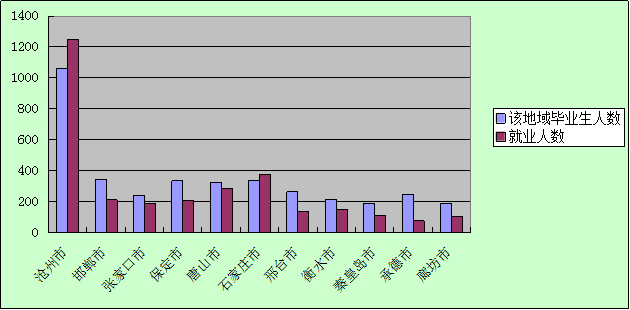 1400
1200
1000
800
600
400
200
0
沧州市
邯郸市
张家口市
保定市
唐山市
石家庄市
邢台市
衡水市
秦皇岛市
承德市
廊坊市
该地域毕业生人数
就业人数